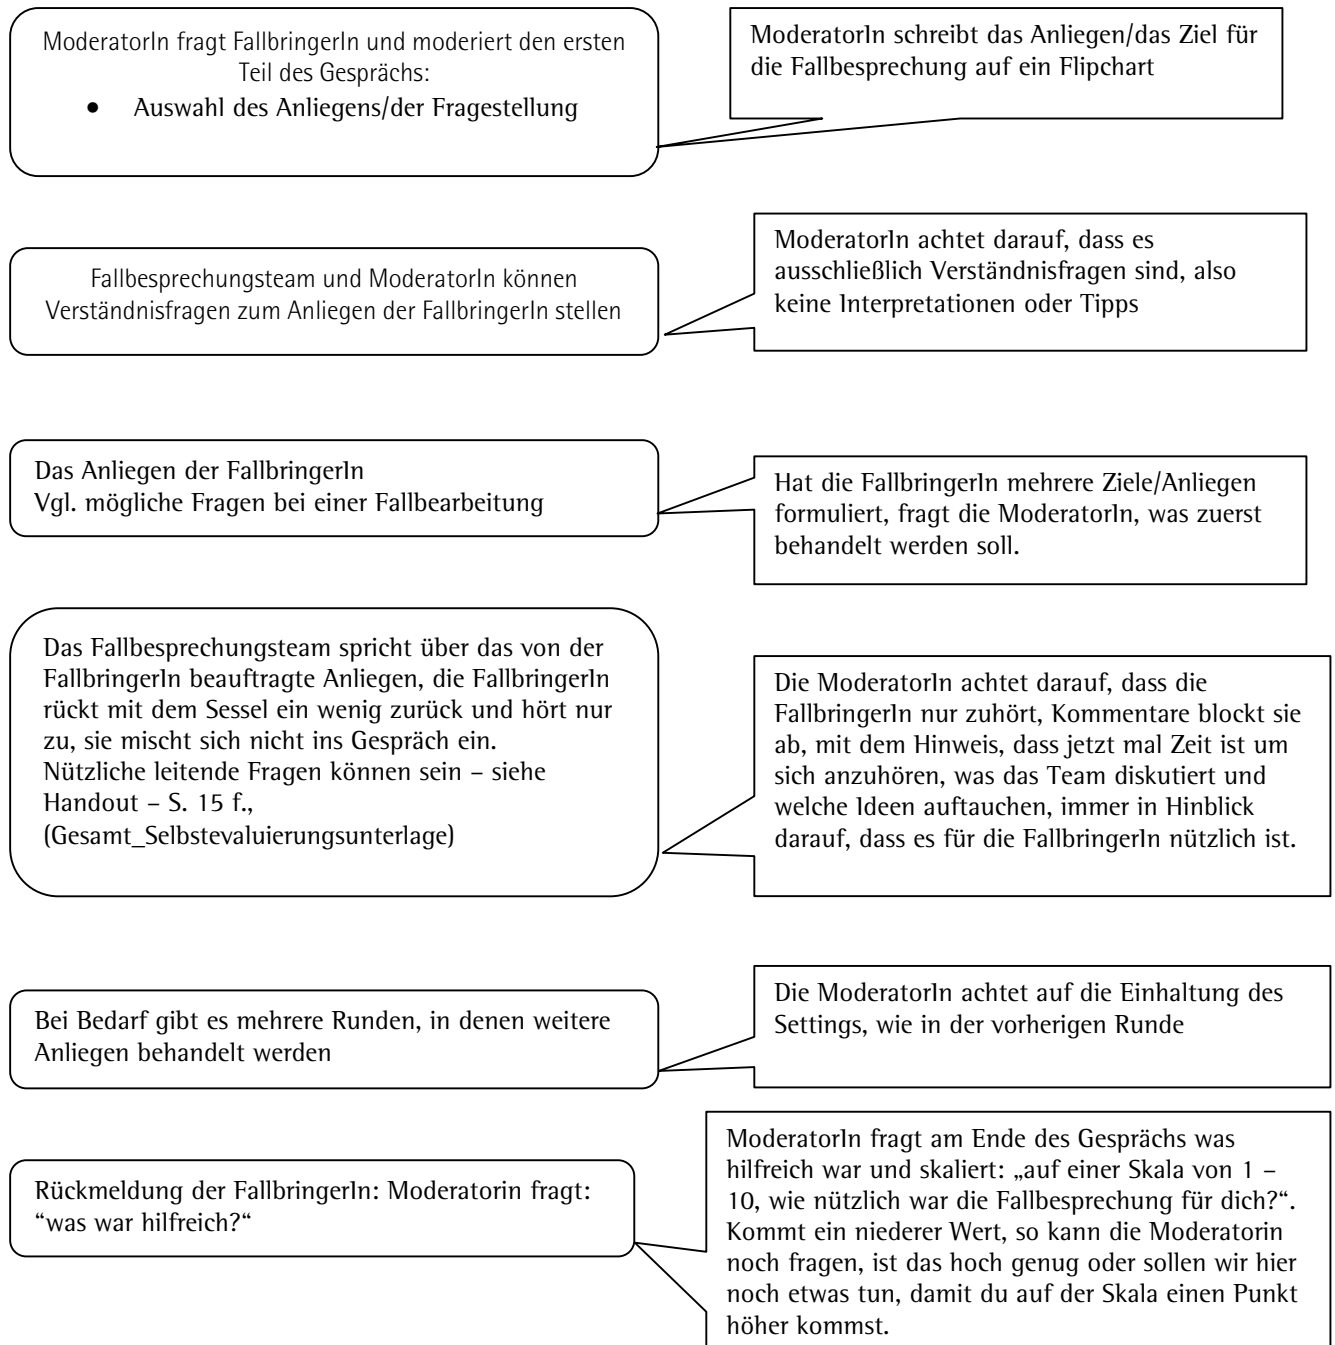 ModeratorIn fragt FallbringerIn und moderiert den ersten
Teil des Gesprächs:
• Auswahl des Anliegens/der Fragestellung
ModeratorIn schreibt das Anliegen/das Ziel für
die Fallbesprechung auf ein Flipchart
Fallbesprechungsteam und ModeratorIn können
Verständnisfragen zum Anliegen der FallbringerIn stellen
ModeratorIn achtet darauf, dass es
ausschließlich Verständnisfragen sind, also
keine Interpretationen oder Tipps
Das Anliegen der FallbringerIn
Vgl. mögliche Fragen bei einer Fallbearbeitung
Hat die FallbringerIn mehrere Ziele/Anliegen
formuliert, fragt die ModeratorIn, was zuerst
behandelt werden soll.
Das Fallbesprechungsteam spricht über das von der
FallbringerIn beauftragte Anliegen, die FallbringerIn
rückt mit dem Sessel ein wenig zurück und hört nur
zu, sie mischt sich nicht ins Gespräch ein.
Nützliche leitende Fragen können sein – siehe
Handout – S. 15 f.,
(Gesamt_Selbstevaluierungsunterlage)
Die ModeratorIn achtet darauf, dass die
FallbringerIn nur zuhört, Kommentare blockt sie
ab, mit dem Hinweis, dass jetzt mal Zeit ist um
sich anzuhören, was das Team diskutiert und
welche Ideen auftauchen, immer in Hinblick
darauf, dass es für die FallbringerIn nützlich ist.
Bei Bedarf gibt es mehrere Runden, in denen weitere
Anliegen behandelt werden
Die ModeratorIn achtet auf die Einhaltung des
Settings, wie in der vorherigen Runde
Rückmeldung der FallbringerIn: Moderatorin fragt:
“was war hilfreich?“
ModeratorIn fragt am Ende des Gesprächs was
hilfreich war und skaliert: „auf einer Skala von 1 –
10, wie nützlich war die Fallbesprechung für dich?“.
Kommt ein niederer Wert, so kann die Moderatorin
noch fragen, ist das hoch genug oder sollen wir hier
noch etwas tun, damit du auf der Skala einen Punkt
höher kommst.